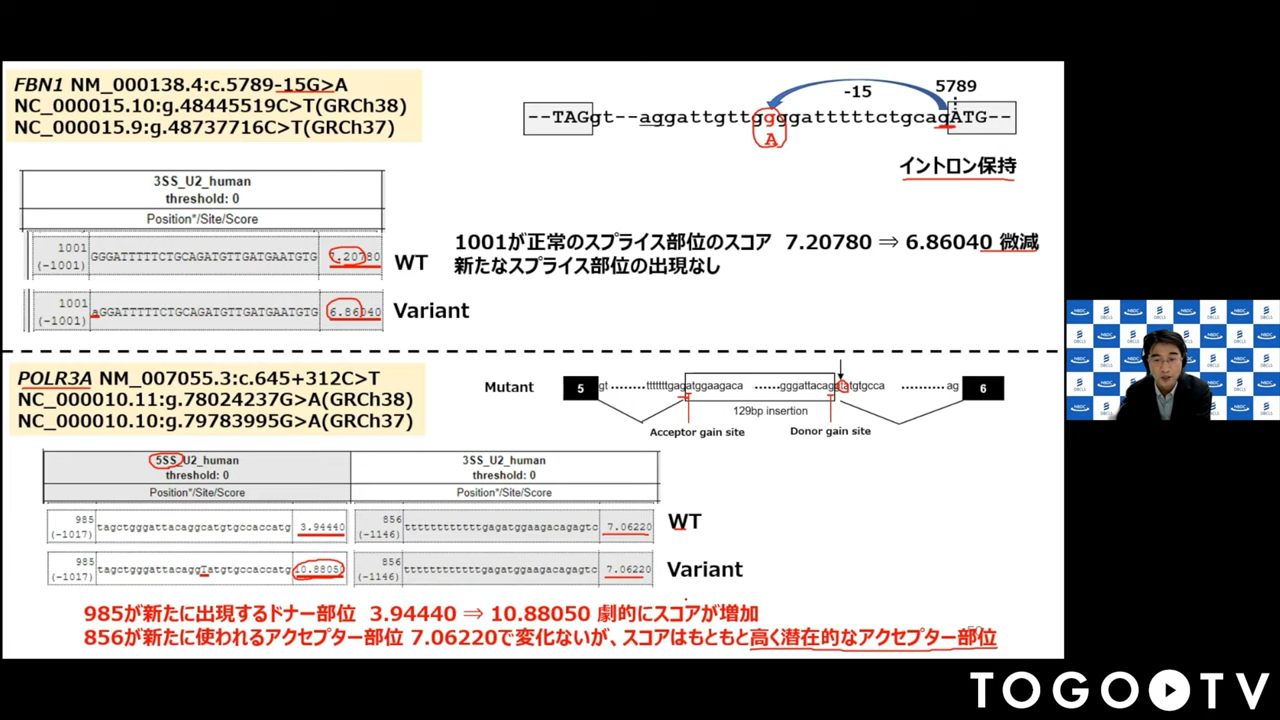 FBN1 NM_000138.4:c.5789-15G>A
NC_000015.10:g.48445519C>T(GRCh38)
NC_000015.9:g.48737716C>T(GRCh37)
-15
5789
--TAGgt--aggattgttggggatttttctgcagATG--
A
イントロン保持
3SS_U2_human
threshold: 0
Position*/Site/Score
1001
(-1001)
GGGATTTTTCTGCAGATGTTGATGAATGTG
7.20780
WT
1001
(-1001)
aGGATTTTTCTGCAGATGTTGATGAATGTG
6.86040
Variant
1001が正常のスプライス部位のスコア 7.20780 ⇒ 6.86040 微減
新たなスプライス部位の出現なし
POLR3A NM_007055.3:c.645+312C>T
NC_000010.11:g.78024237G>A(GRCh38)
NC_000010.10:g.79783995G>A(GRCh37)
Mutant
5
gt ········· tttttttgagatggaagaca ······gggattacaggtatgtgcca ··········· ag
6
129bp insertion
Acceptor gain site
Donor gain site
5SS_U2_human
threshold: 0
Position*/Site/Score
3SS_U2_human
threshold: 0
Position*/Site/Score
985
(-1017)
tagctgggattacaggcatgtgccaccatg
3.94440
856
(-1146)
tttttttttttttgagatggaagacagagtc
7.06220
WT
985
(-1017)
tagctgggattacaggTatgtgccaccatg
10.8805
856
(-1146)
tttttttttttttgagatggaagacagagtc
7.06220
Variant
985が新たに出現するドナー部位 3.94440 ⇒ 10.88050 劇的にスコアが増加
856が新たに使われるアクセプター部位 7.06220で変化ないが、スコアはもともと高く潜在的なアクセプター部位
TOGOTV